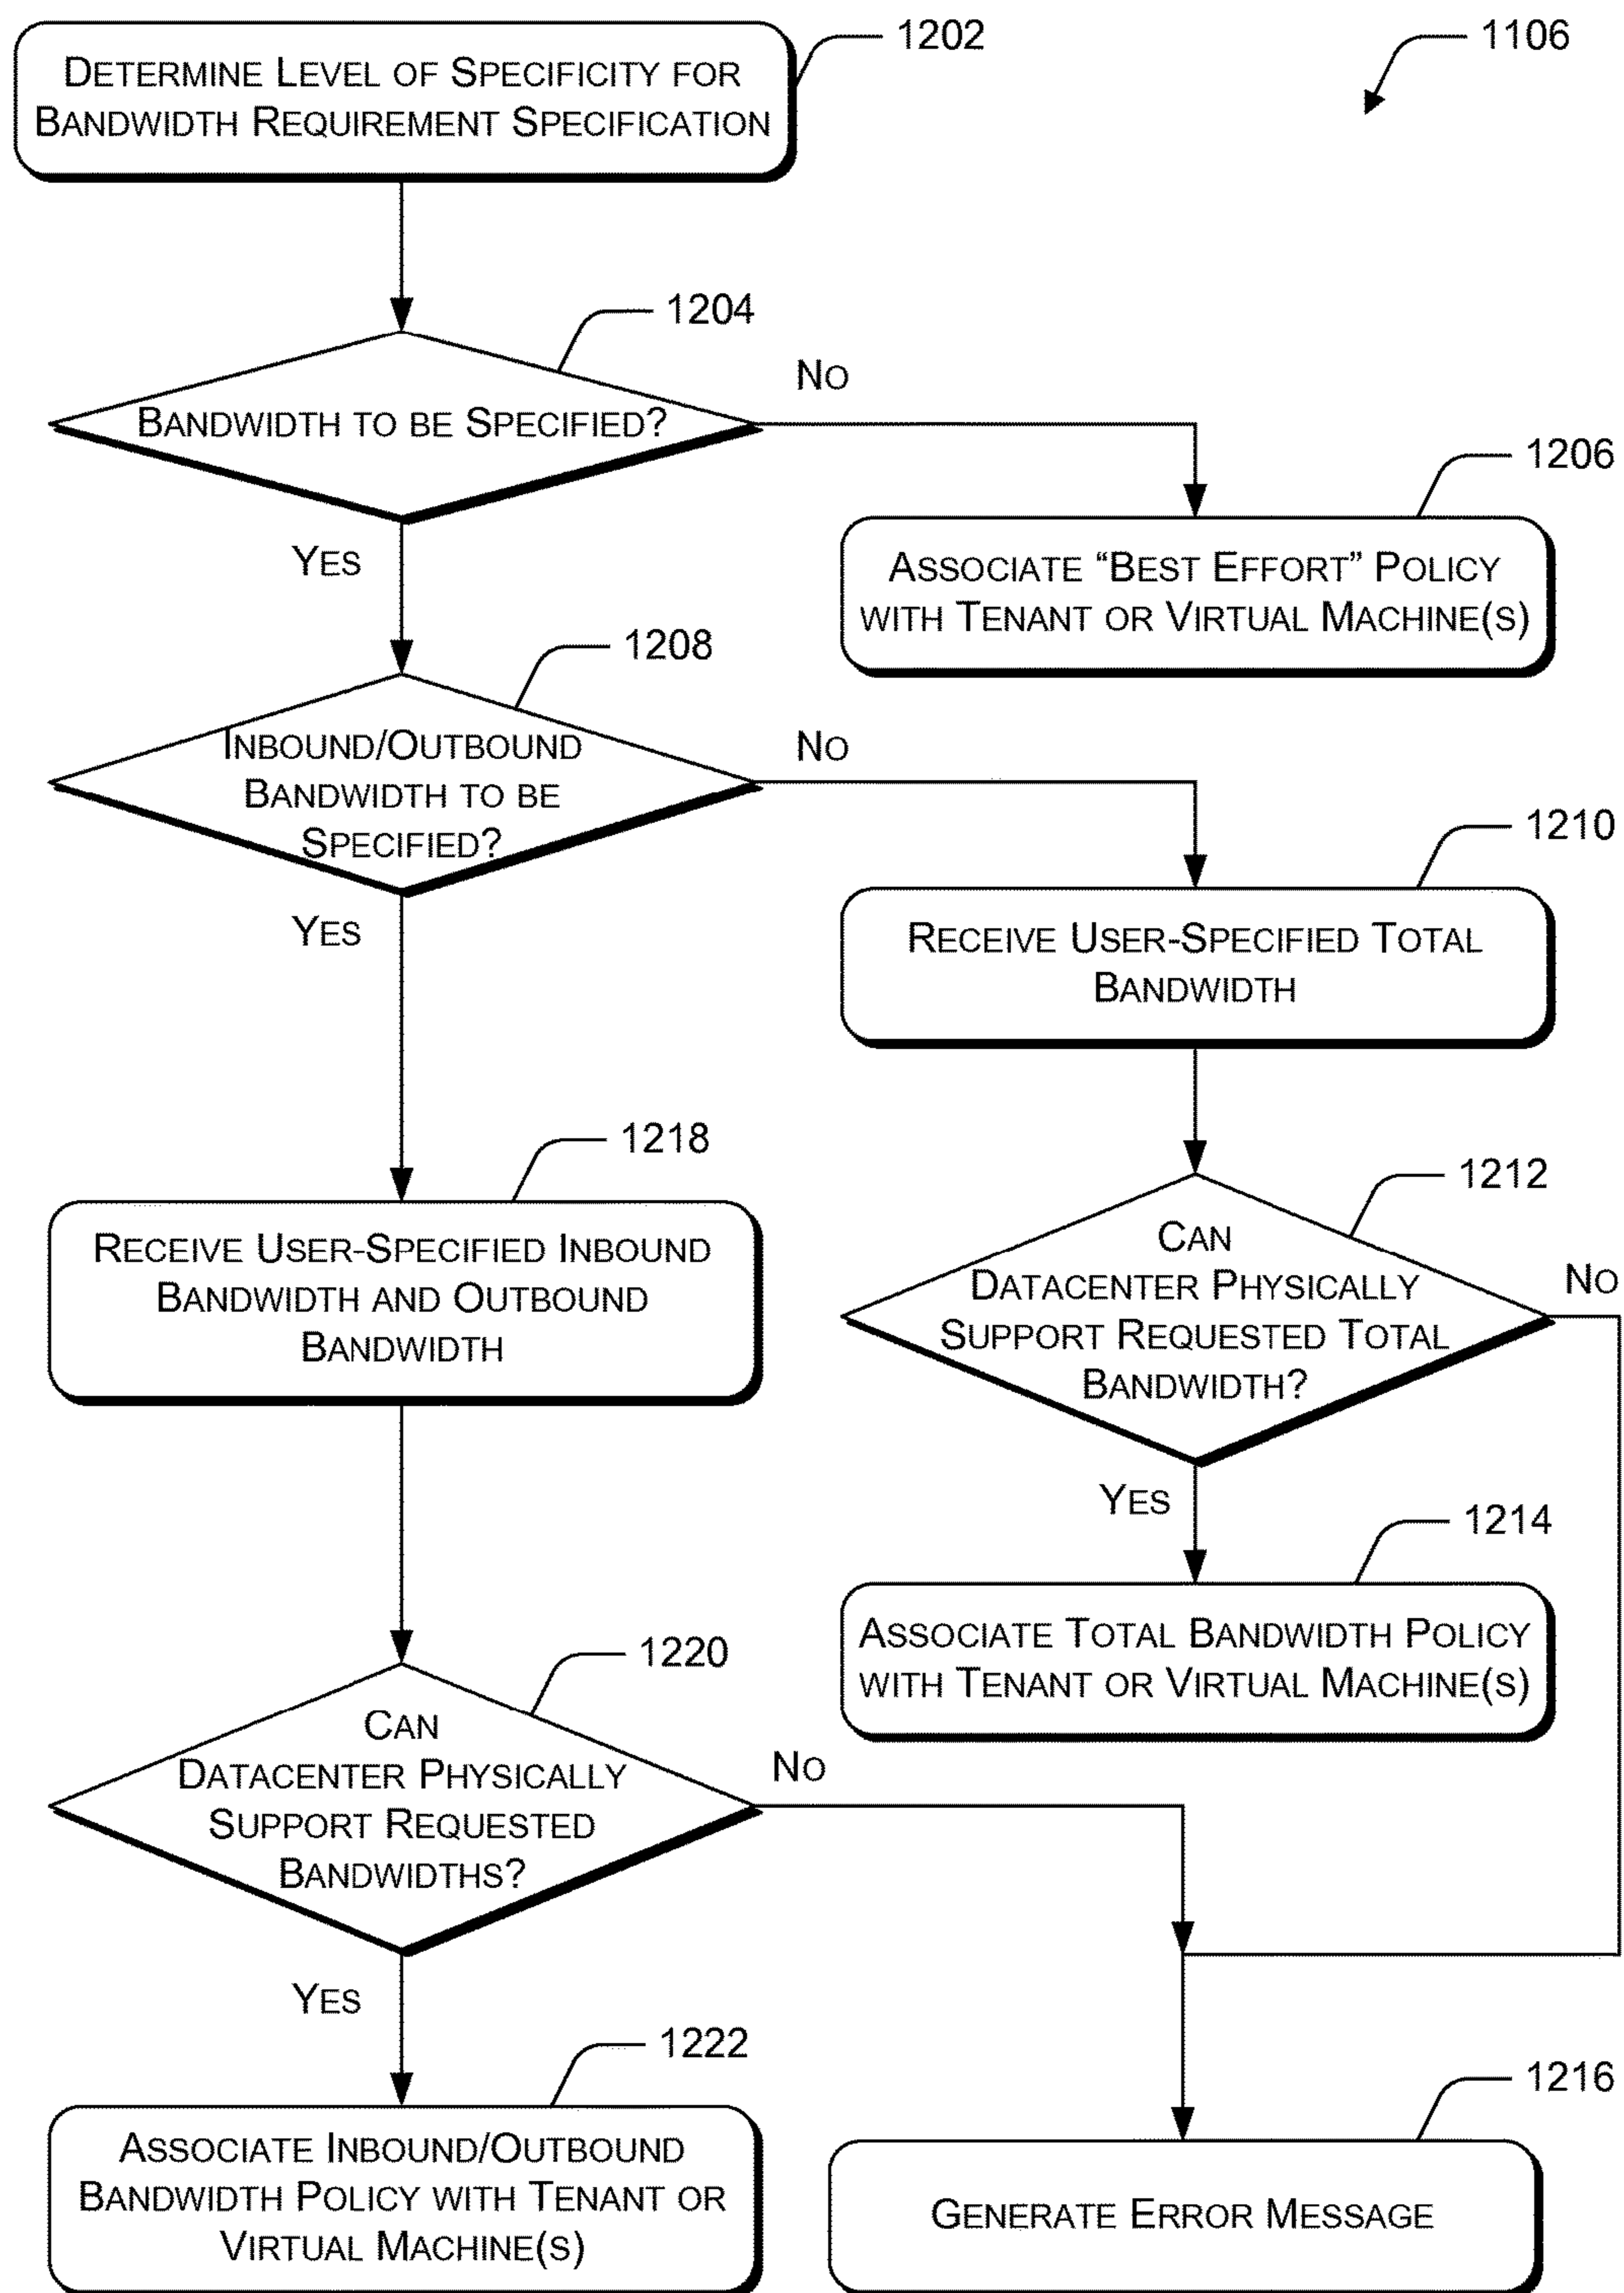 1202
1106
DETERMINE LEVEL OF SPECIFICITY FOR
BANDWIDTH REQUIREMENT SPECIFICATION
1204
BANDWIDTH TO BE SPECIFIED?
NO
YES
1206
ASSOCIATE “BEST EFFORT” POLICY
WITH TENANT OR VIRTUAL MACHINE(S)
1208
INBOUND/OUTBOUND
BANDWIDTH TO BE
SPECIFIED?
NO
YES
1210
RECEIVE USER-SPECIFIED TOTAL
BANDWIDTH
1212
CAN
DATACENTER PHYSICALLY
SUPPORT REQUESTED TOTAL
BANDWIDTH?
NO
YES
1214
ASSOCIATE TOTAL BANDWIDTH POLICY
WITH TENANT OR VIRTUAL MACHINE(S)
1218
RECEIVE USER-SPECIFIED INBOUND
BANDWIDTH AND OUTBOUND
BANDWIDTH
1220
CAN
DATACENTER PHYSICALLY
SUPPORT REQUESTED
BANDWIDTHS?
NO
YES
1222
ASSOCIATE INBOUND/OUTBOUND
BANDWIDTH POLICY WITH TENANT OR
VIRTUAL MACHINE(S)
1216
GENERATE ERROR MESSAGE